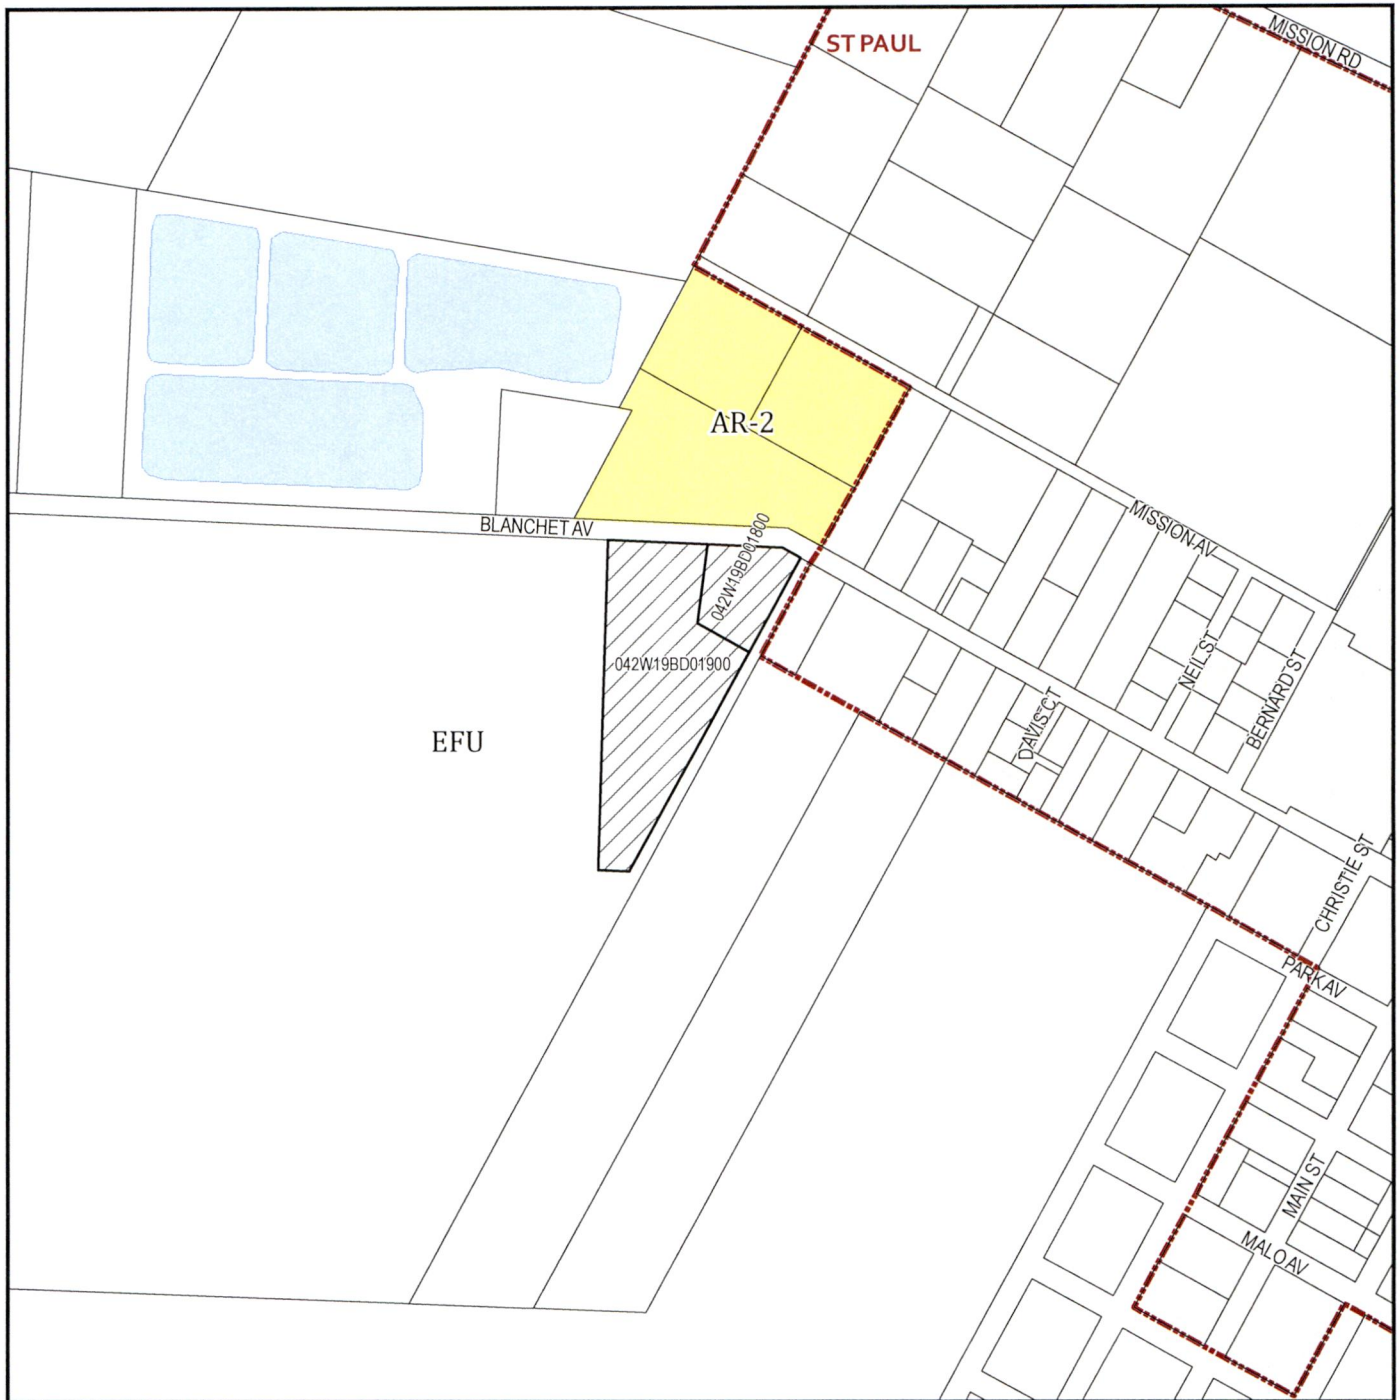 ST PAUL
MISSION RD
AR-2
BLANCHET AV
MISSION AV
042W19BD01800
042W19BD01900
NEIL ST
BERNARD ST
DAVIS CT
EFU
CHRISTIE ST
PARK AV
MAIN ST
MALO AV